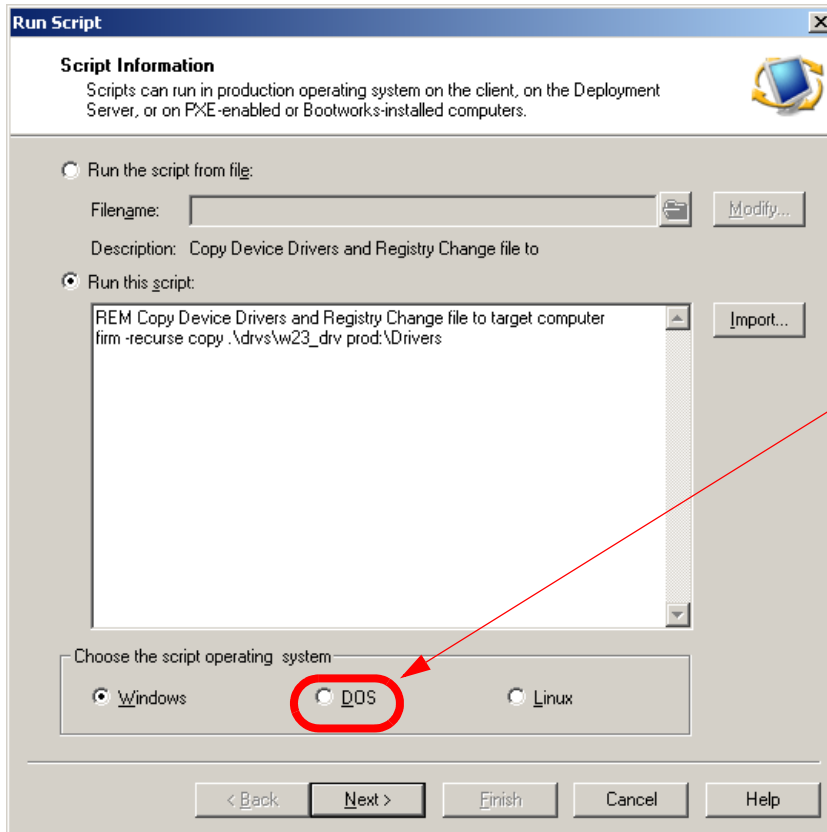 Run Script
Script Information
Scripts can run in production operating system on the client, on the Deployment
Server, or on PXE-enabled or Bootworks-installed computers.
Run the script from file:
Filename:
Modify...
Description: Copy Device Drivers and Registry Change file to
Run this script:
REM Copy Device Drivers and Registry Change file to target computer
firm -recurse copy .\drvs\w23_drv prod:\Drivers
Import...
Choose the script operating system
Windows DOS Linux
< Back Next > Finish Cancel Help